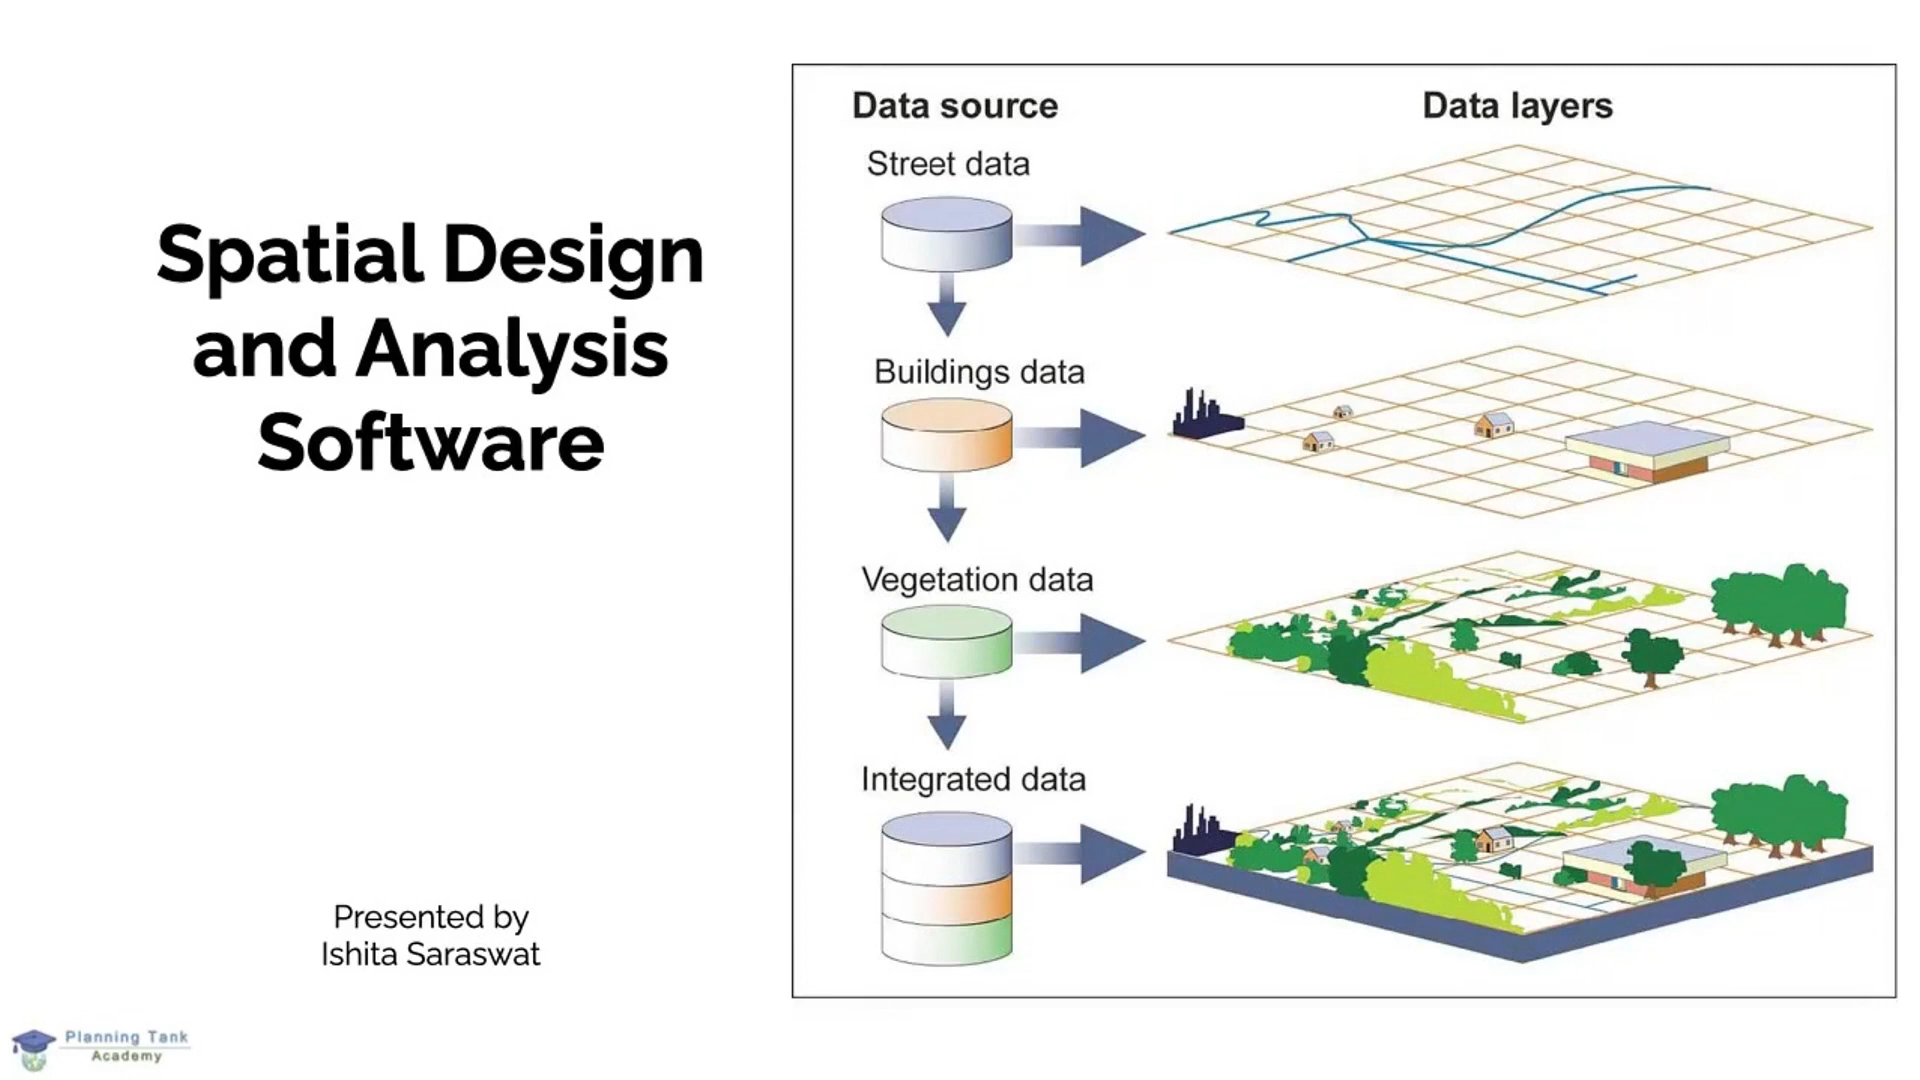 Spatial Design
and Analysis
Software
Presented by
Ishita Saraswat
Planning Tank
Academy
Data source
Data layers
Street data
Buildings data
Vegetation data
Integrated data